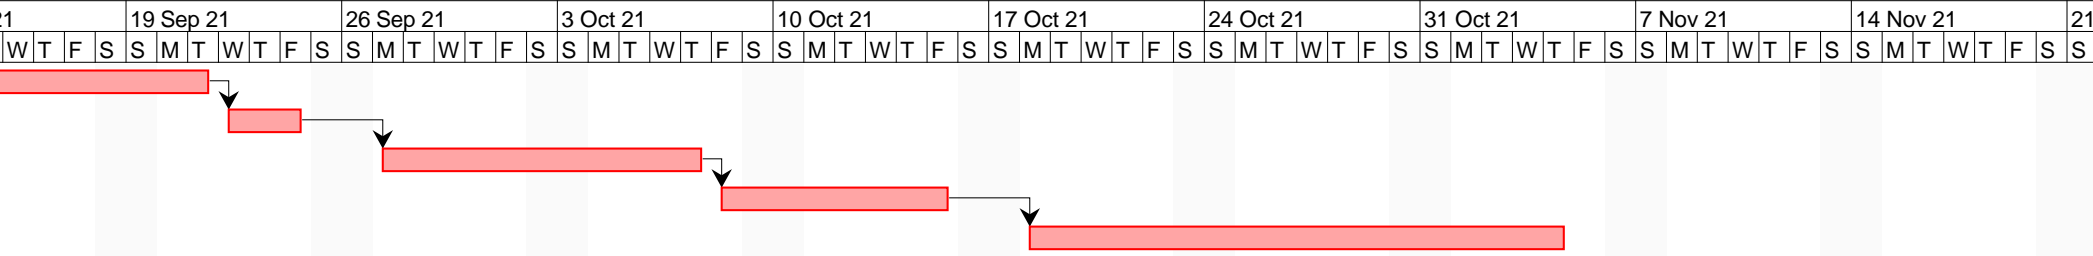 21 19 Sep 21 26 Sep 21 3 Oct 21 10 Oct 21 17 Oct 21 24 Oct 21 31 Oct 21 7 Nov 21 14 Nov 21 21
W T F S S M T W T F S S M T W T F S S M T W T F S S M T W T F S S M T W T F S S M T W T F S S M T W T F S S M T W T F S S M T W T F S S